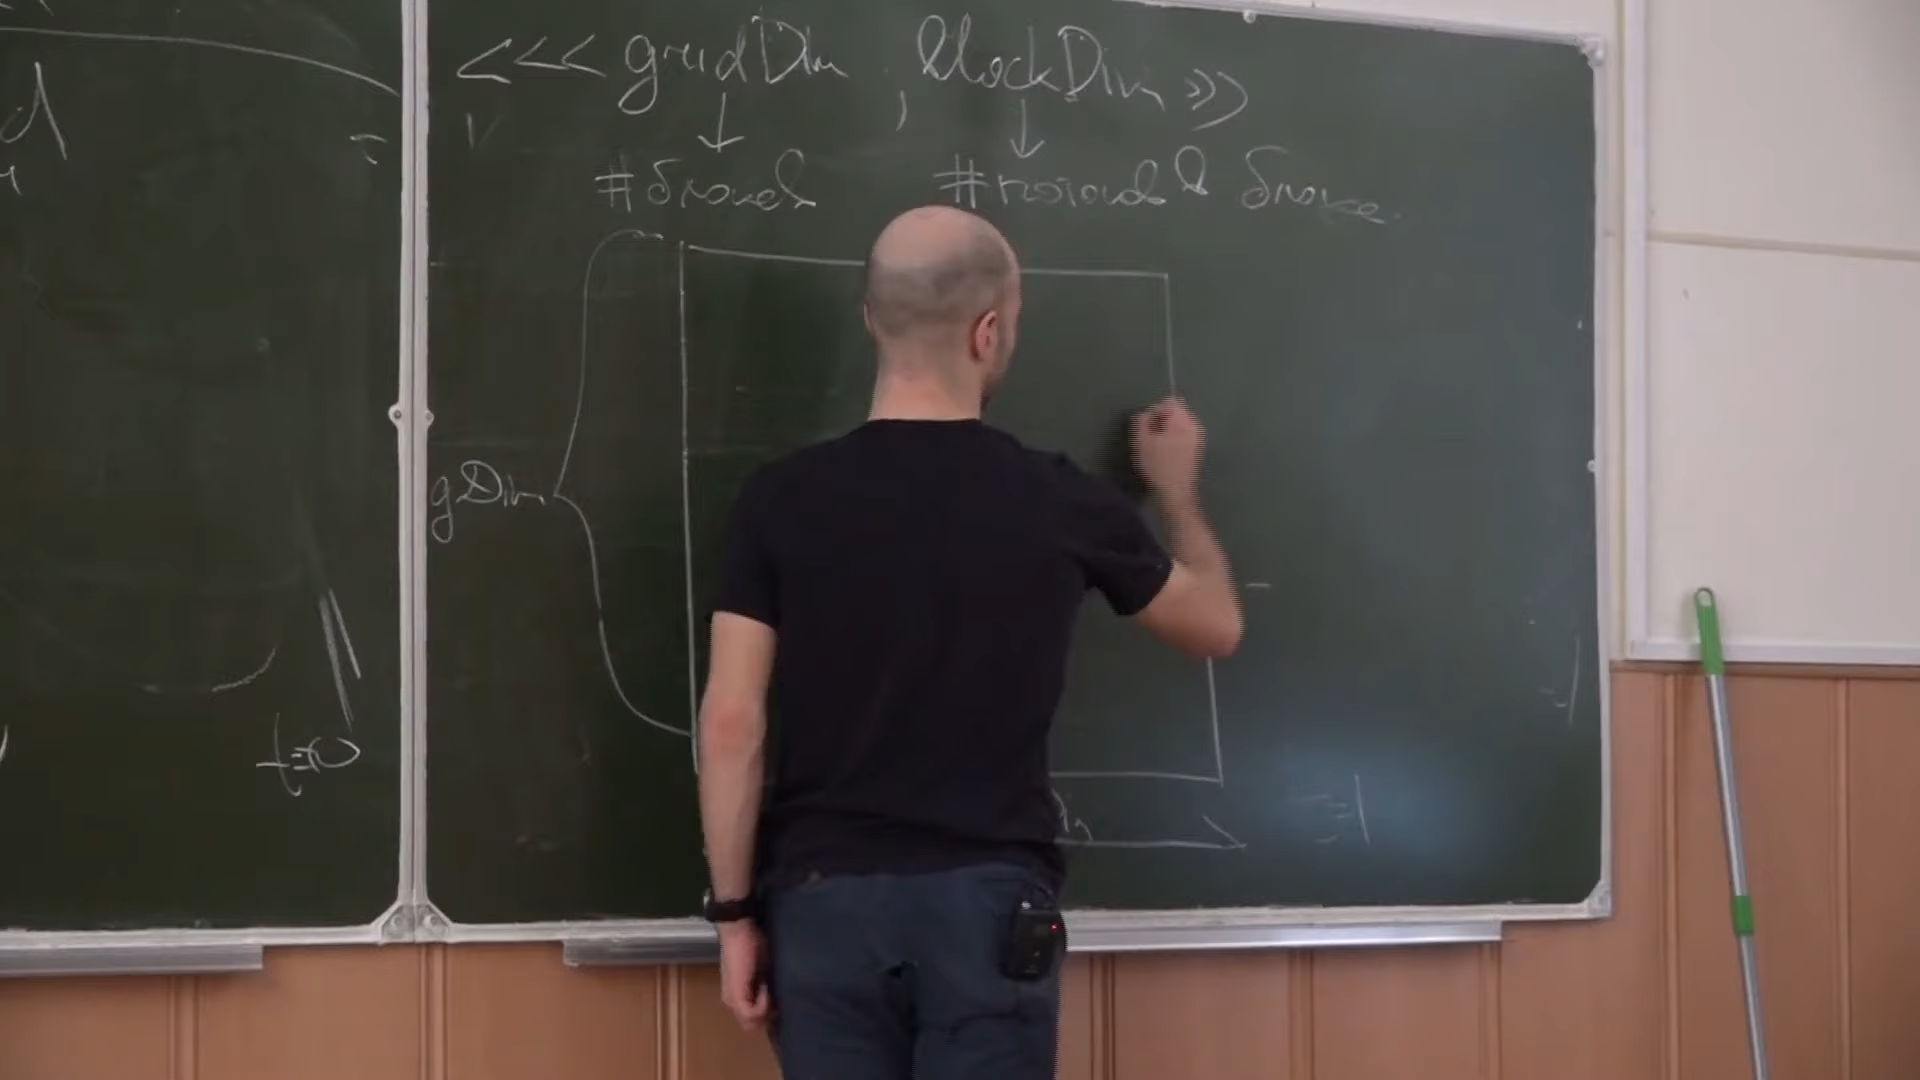 <<< gridDim , blockDim >>>
#блоков #потоков в блоке.
gDim
t=0
d